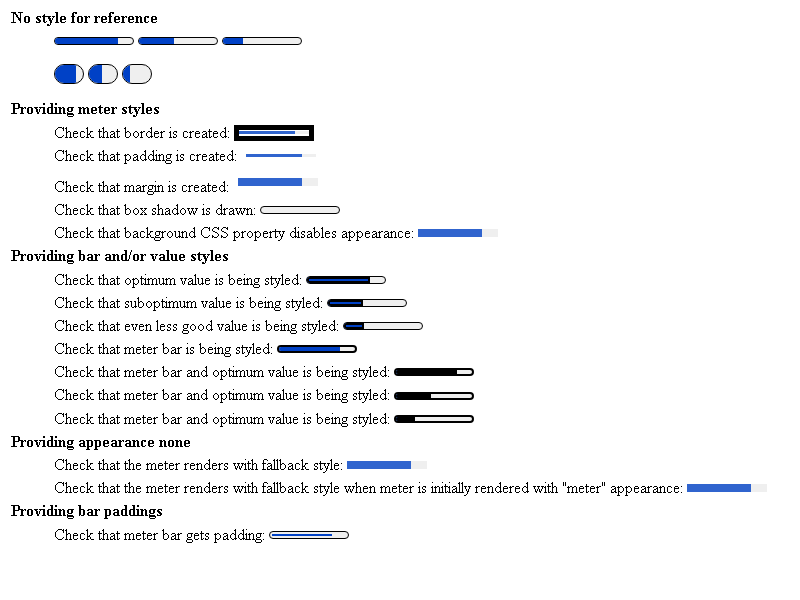 No style for reference
Providing meter styles
Check that border is created:
Check that padding is created:
Check that margin is created:
Check that box shadow is drawn:
Check that background CSS property disables appearance:
Providing bar and/or value styles
Check that optimum value is being styled:
Check that suboptimum value is being styled:
Check that even less good value is being styled:
Check that meter bar is being styled:
Check that meter bar and optimum value is being styled:
Check that meter bar and optimum value is being styled:
Check that meter bar and optimum value is being styled:
Providing appearance none
Check that the meter renders with fallback style:
Check that the meter renders with fallback style when meter is initially rendered with "meter" appearance:
Providing bar paddings
Check that meter bar gets padding: